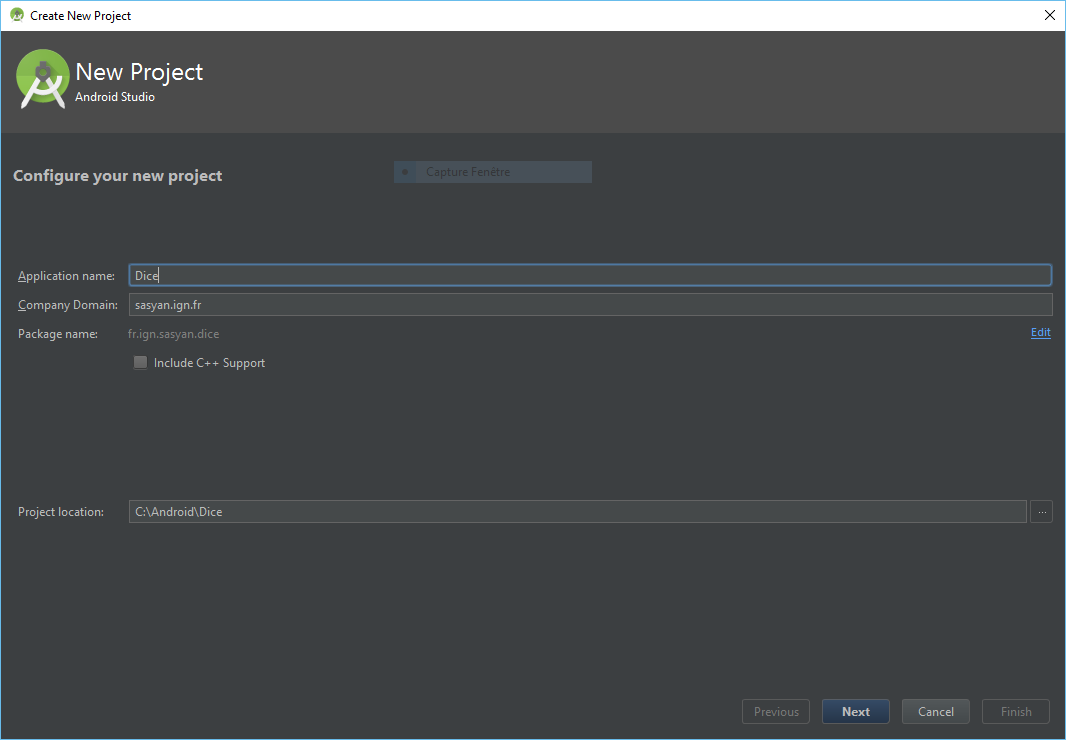 Create New Project
New Project
Android Studio
Configure your new project
Capture Fenêtre
Application name: Dice
Company Domain: sasyan.ign.fr
Package name: fr.ign.sasyan.dice Edit
Include C++ Support
Project location: C:\Android\Dice ...
Previous Next Cancel Finish